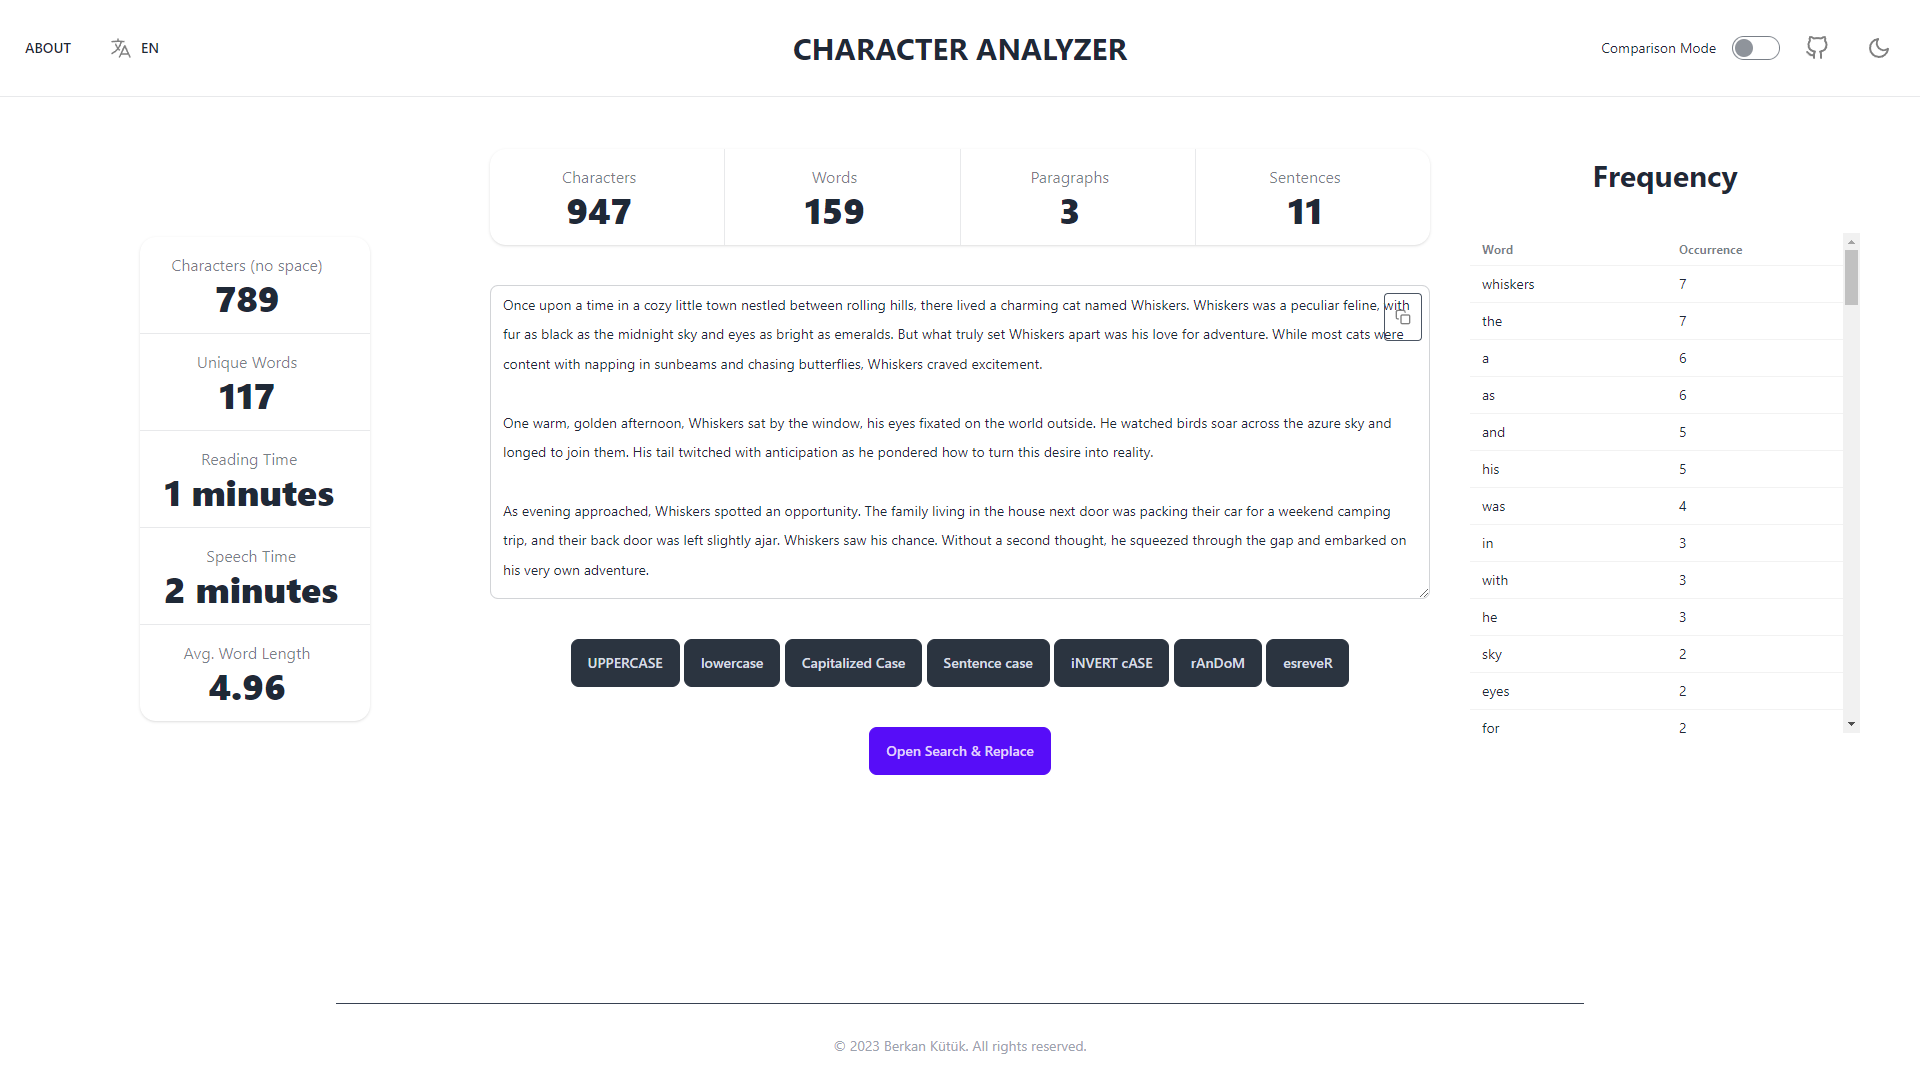 ABOUT
EN
CHARACTER ANALYZER
Comparison Mode
Characters (no space)
789
Unique Words
117
Reading Time
1 minutes
Speech Time
2 minutes
Avg. Word Length
4.96
Characters
947
Words
159
Paragraphs
3
Sentences
11
Once upon a time in a cozy little town nestled between rolling hills, there lived a charming cat named Whiskers. Whiskers was a peculiar feline, with
fur as black as the midnight sky and eyes as bright as emeralds. But what truly set Whiskers apart was his love for adventure. While most cats were
content with napping in sunbeams and chasing butterflies, Whiskers craved excitement.
One warm, golden afternoon, Whiskers sat by the window, his eyes fixated on the world outside. He watched birds soar across the azure sky and
longed to join them. His tail twitched with anticipation as he pondered how to turn this desire into reality.
As evening approached, Whiskers spotted an opportunity. The family living in the house next door was packing their car for a weekend camping
trip, and their back door was left slightly ajar. Whiskers saw his chance. Without a second thought, he squeezed through the gap and embarked on
his very own adventure.
UPPERCASE
lowercase
Capitalized Case
Sentence case
iNVERT cASE
rAnDoM
esreveR
Open Search & Replace
Frequency
Word Occurrence
whiskers 7
the 7
a 6
as 6
and 5
his 5
was 4
in 3
with 3
he 3
sky 2
eyes 2
for 2
© 2023 Berkan Kütük. All rights reserved.